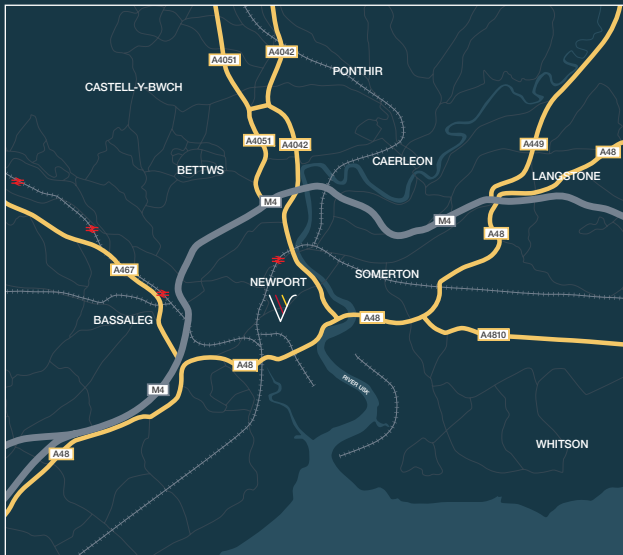 A4042
A4051
PONTHIR
CASTELL-Y-BWCH
A4051
A4042
A449
A48
CAERLEON
BETTWS
LANGSTONE
M4
M4
A48
A467
SOMERTON
NEWPORT
BASSALEG
A48
A4810
A48
RIVER USK
M4
WHITSON
A48